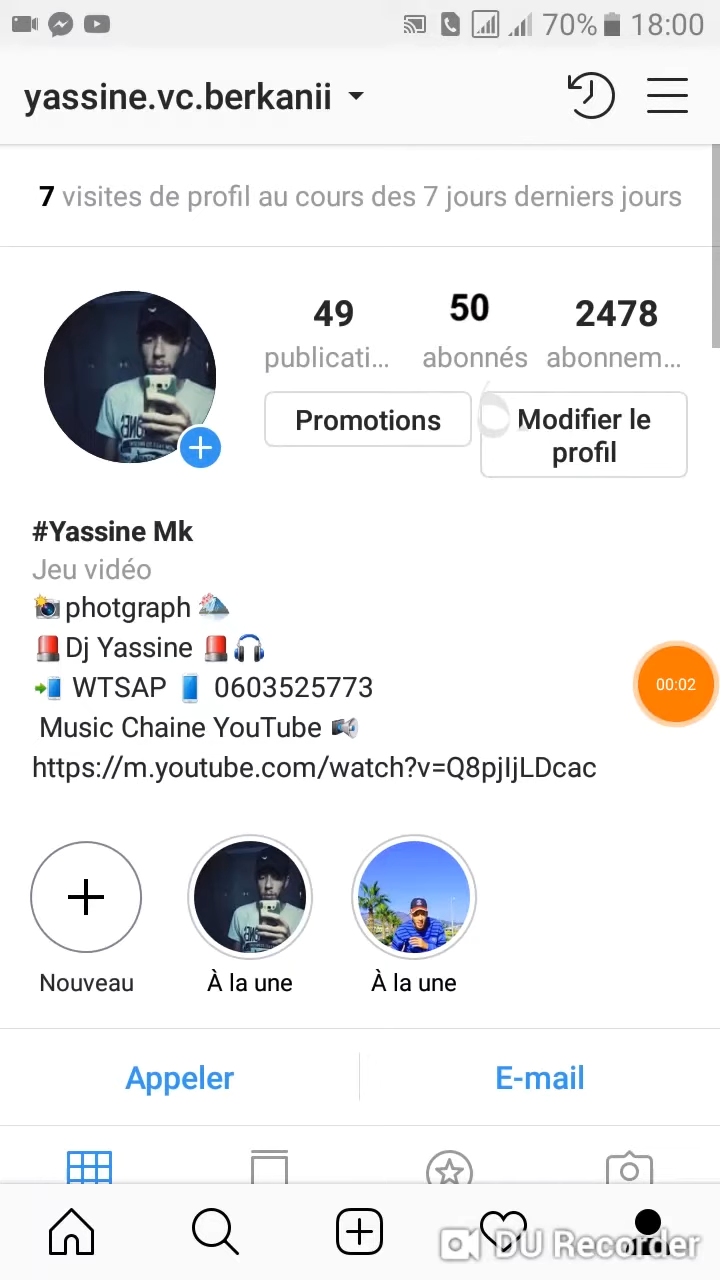 70% 18:00
yassine.vc.berkanii
7 visites de profil au cours des 7 jours derniers jours
49 50 2478
publicati... abonnés abonnem...
Promotions
Modifier le
profil
#Yassine Mk
Jeu vidéo
photgraph
Dj Yassine
WTSAP 0603525773
00:02
Music Chaine YouTube
https://m.youtube.com/watch?v=Q8pjIjLDcac
Nouveau À la une À la une
Appeler E-mail
DU Recorder